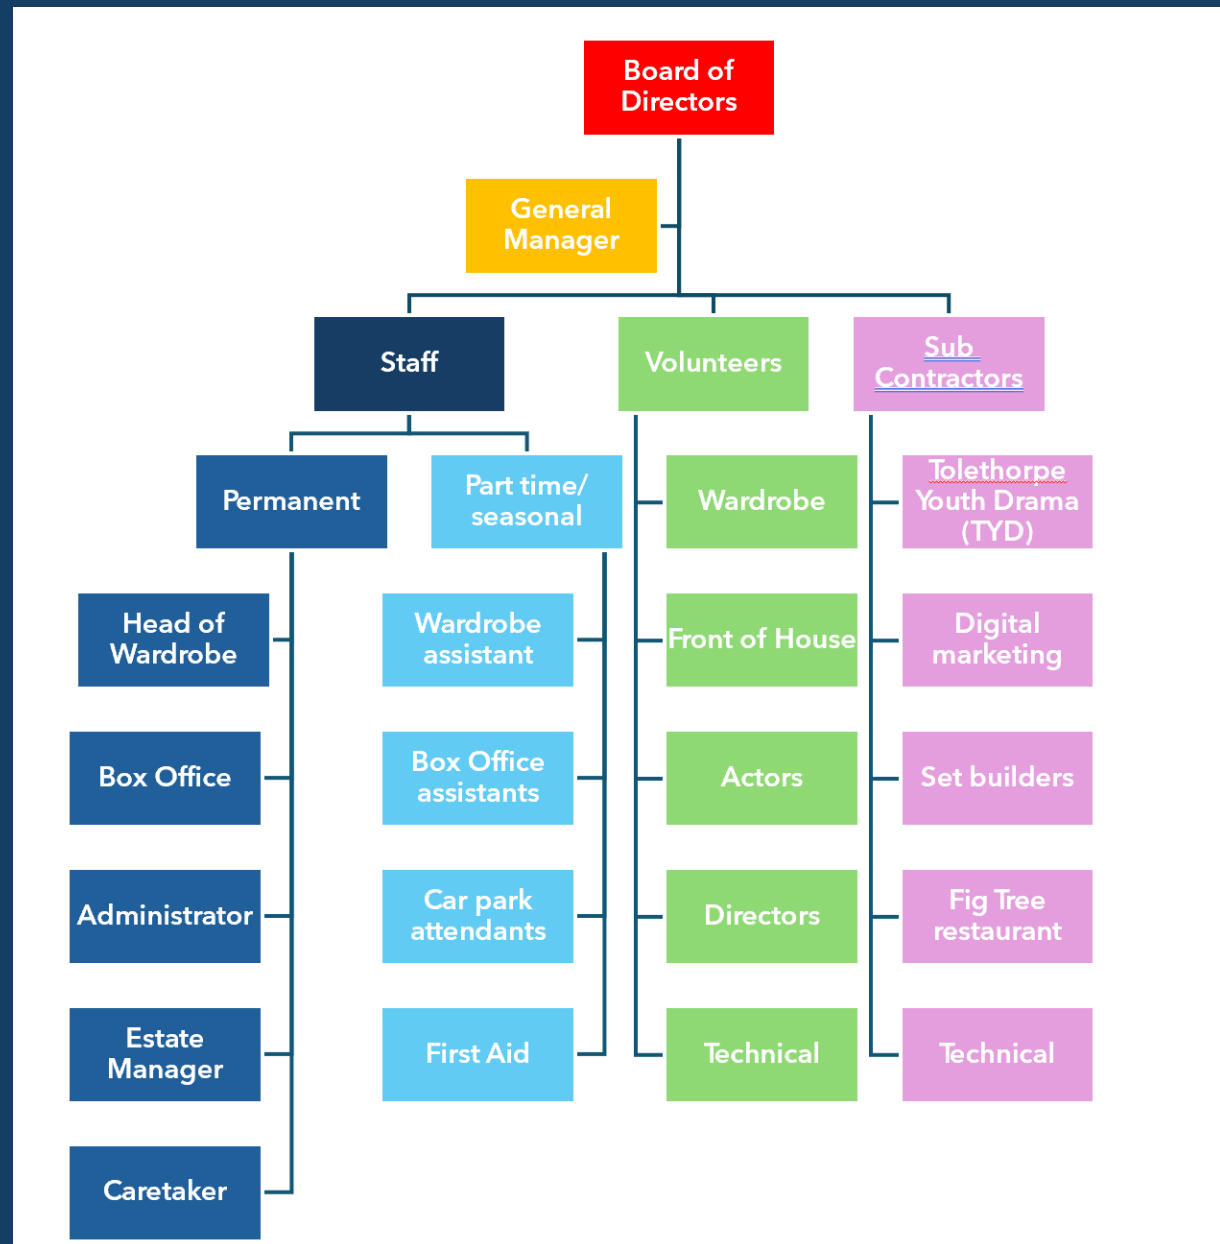 Board of
Directors
General
Manager
Staff
Volunteers
Sub
Contractors
Permanent
Part time/
seasonal
Wardrobe
Tolethorpe
Youth Drama
(TYD)
Head of
Wardrobe
Wardrobe
assistant
Front of House
Digital
marketing
Box Office
Box Office
assistants
Actors
Set builders
Administrator
Car park
attendants
Directors
Fig Tree
restaurant
Estate
Manager
First Aid
Technical
Technical
Caretaker